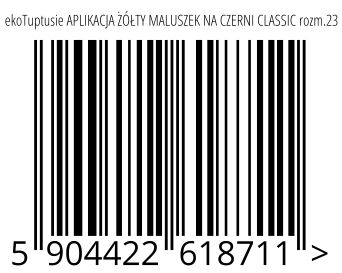 ekoTuptusie APLIKACJA ŻÓŁTY MALUSZEK NA CZERNI CLASSIC rozm.23
5 904422 618711 >